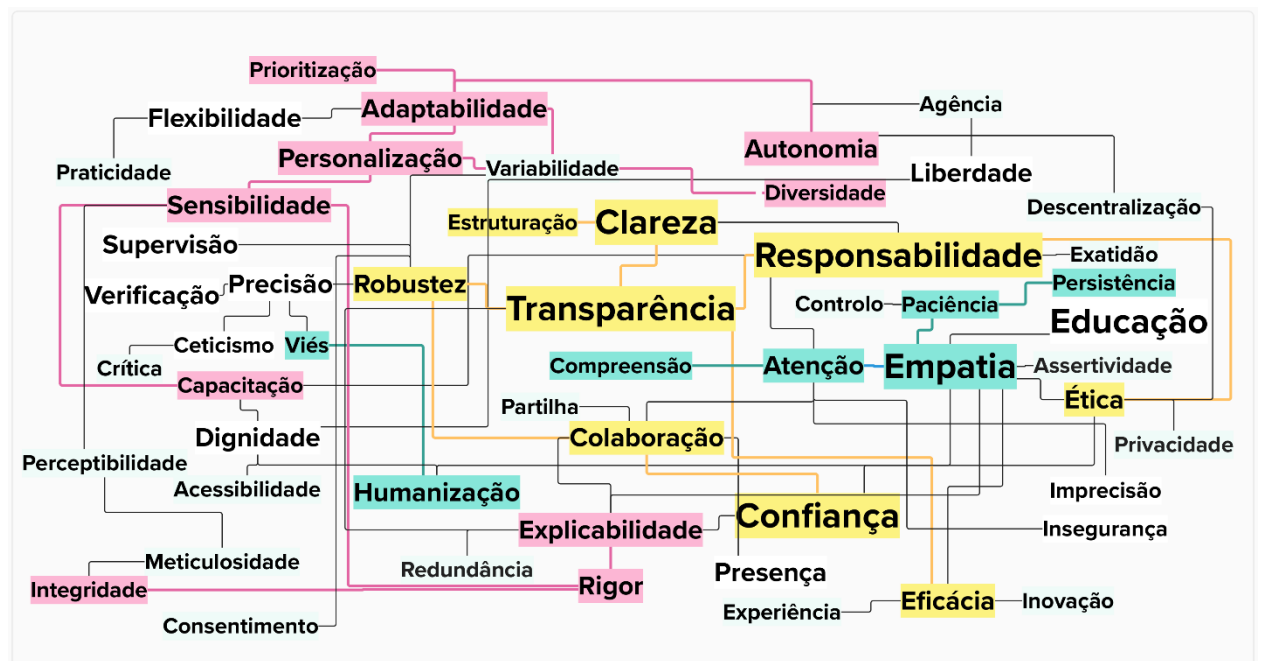 Prioritização
Adaptabilidade
Agência
Flexibilidade
Autonomia
Personalização
Variabilidade
Praticidade
Liberdade
Diversidade
Sensibilidade
Descentralização
Estruturação
Clareza
Supervisão
Responsabilidade
Exatidão
Precisão
Robustez
Persistência
Verificação
Transparência
Controlo
Paciência
Educação
Ceticismo
Viés
Crítica
Compreensão
Atenção
Empatia
Assertividade
Capacitação
Ética
Partilha
Dignidade
Colaboração
Privacidade
Perceptibilidade
Acessibilidade
Humanização
Imprecisão
Confiança
Explicabilidade
Insegurança
Meticulosidade
Redundância
Presença
Integridade
Rigor
Eficácia
Inovação
Experiência
Consentimento